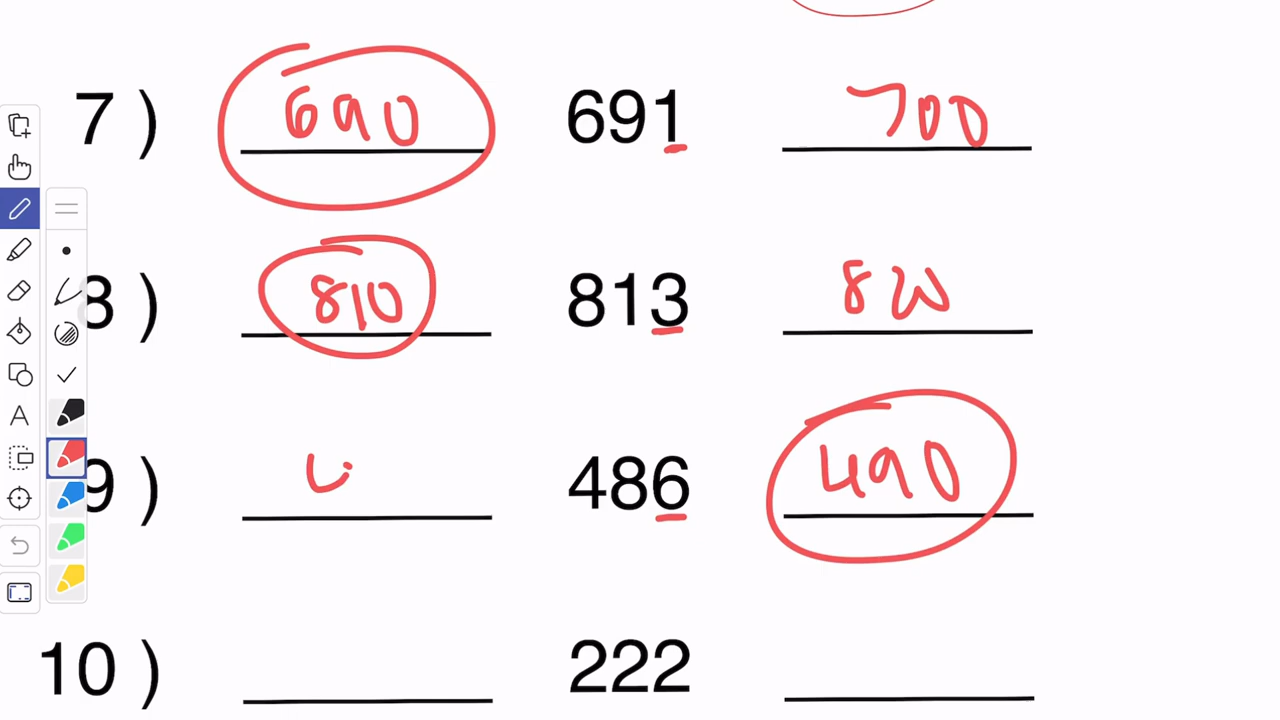 7 ) 690 691 700
8 ) 810 813 820
9 ) 486 490
10 ) 222
A